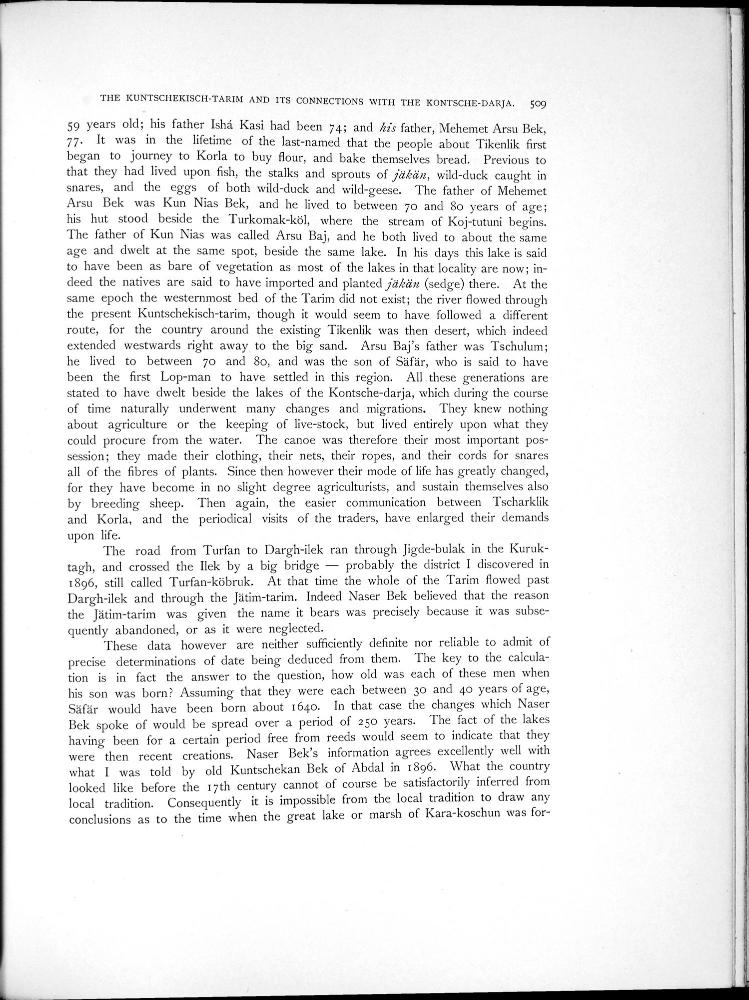 THE KUNTSCHEKISCH-TARIM AND ITS CONNECTIONS WITH THE KONTSCHE-DARJA. 509
59 years old; his father Ishá Kasi had been 74; and his father, Mehemet Arsu Bek,
77. It was in the lifetime of the last-named that the people about Tikenlik first
began to journey to Korla to buy flour, and bake themselves bread. Previous to
that they had lived upon fish, the stalks and sprouts of jäkän, wild-duck caught in
snares, and the eggs of both wild-duck and wild-geese. The father of Mehemet
Arsu Bek was Kun Nias Bek, and he lived to between 70 and 80 years of age;
his hut stood beside the Turkomak-köl, where the stream of Koj-tutuni begins.
The father of Kun Nias was called Arsu Baj, and he both lived to about the same
age and dwelt at the same spot, beside the same lake. In his days this lake is said
to have been as bare of vegetation as most of the lakes in that locality are now; in-
deed the natives are said to have imported and planted jäkän (sedge) there. At the
same epoch the westernmost bed of the Tarim did not exist; the river flowed through
the present Kuntschekisch-tarim, though it would seem to have followed a different
route, for the country around the existing Tikenlik was then desert, which indeed
extended westwards right away to the big sand. Arsu Baj's father was Tschulum;
he lived to between 70 and 80, and was the son of Säfär, who is said to have
been the first Lop-man to have settled in this region. All these generations are
stated to have dwelt beside the lakes of the Kontsche-darja, which during the course
of time naturally underwent many changes and migrations. They knew nothing
about agriculture or the keeping of live-stock, but lived entirely upon what they
could procure from the water. The canoe was therefore their most important pos-
session; they made their clothing, their nets, their ropes, and their cords for snares
all of the fibres of plants. Since then however their mode of life has greatly changed,
for they have become in no slight degree agriculturists, and sustain themselves also
by breeding sheep. Then again, the easier communication between Tscharklik
and Korla, and the periodical visits of the traders, have enlarged their demands
upon life.
The road from Turfan to Dargh-ilek ran through Jigde-bulak in the Kuruk-
tagh, and crossed the Ilek by a big bridge — probably the district I discovered in
1896, still called Turfan-köbruk. At that time the whole of the Tarim flowed past
Dargh-ilek and through the Jätim-tarim. Indeed Naser Bek believed that the reason
the Jätim-tarim was given the name it bears was precisely because it was subse-
quently abandoned, or as it were neglected.
These data however are neither sufficiently definite nor reliable to admit of
precise determinations of date being deduced from them. The key to the calcula-
tion is in fact the answer to the question, how old was each of these men when
his son was born? Assuming that they were each between 30 and 40 years of age,
Säfär would have been born about 1640. In that case the changes which Naser
Bek spoke of would be spread over a period of 250 years. The fact of the lakes
having been for a certain period free from reeds would seem to indicate that they
were then recent creations. Naser Bek's information agrees excellently well with
what I was told by old Kuntschekan Bek of Abdal in 1896. What the country
looked like before the 17th century cannot of course be satisfactorily inferred from
local tradition. Consequently it is impossible from the local tradition to draw any
conclusions as to the time when the great lake or marsh of Kara-koschun was for-